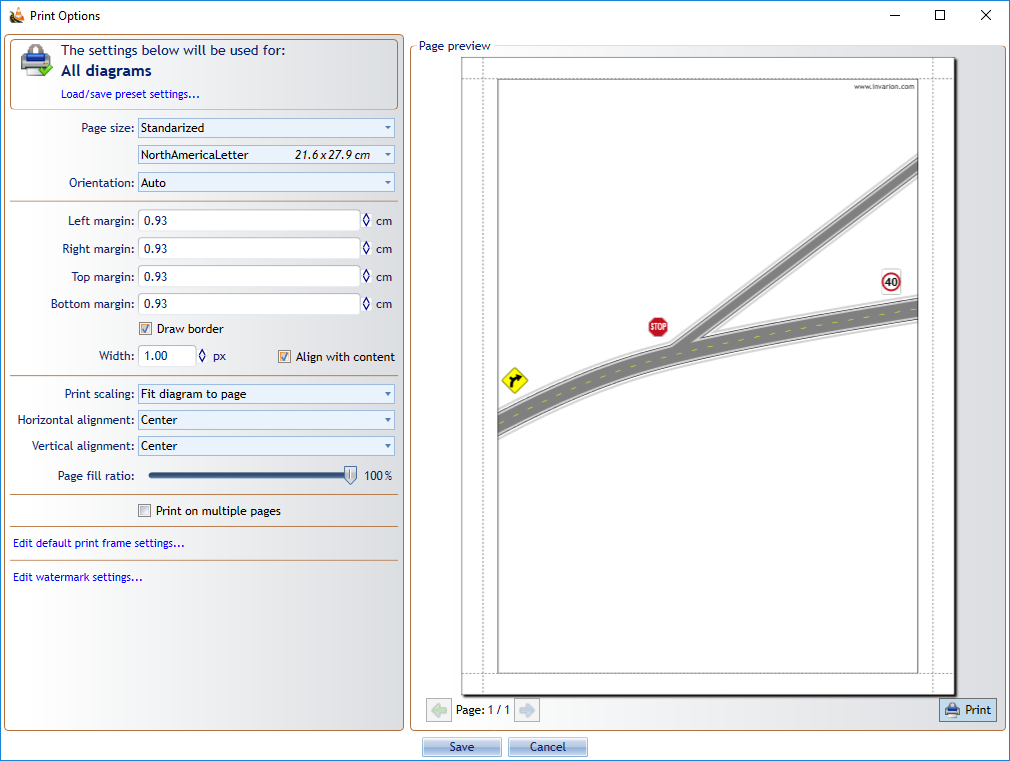 Print Options
The settings below will be used for:
All diagrams
Load/save preset settings...
Page size: Standarized
NorthAmericaLetter 21.6 x 27.9 cm
Orientation: Auto
Left margin: 0.93 cm
Right margin: 0.93 cm
Top margin: 0.93 cm
Bottom margin: 0.93 cm
Draw border
Width: 1.00 px Align with content
Print scaling: Fit diagram to page
Horizontal alignment: Center
Vertical alignment: Center
Page fill ratio: 100%
Print on multiple pages
Edit default print frame settings...
Edit watermark settings...
Page preview
www.invarion.com
40
STOP
Page: 1 / 1
Print
Save Cancel